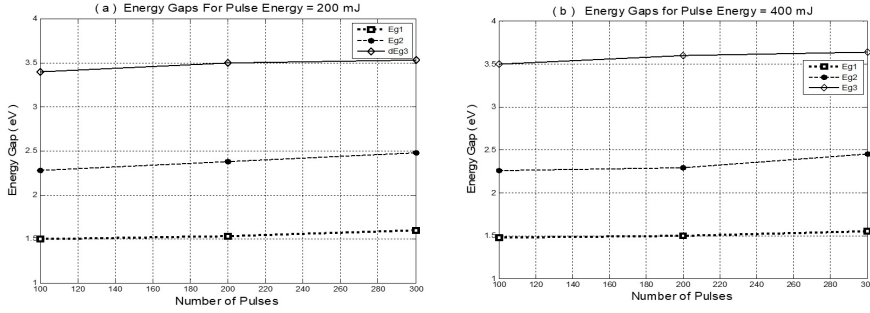 ( a ) Energy Gaps For Pulse Energy = 200 mJ
Eg1
Eg2
dEg3
4
3.5
3
2.5
2
1.5
1
Energy Gap ( eV )
100 120 140 160 180 200 220 240 260 280 300
Number of Pulses
( b ) Energy Gaps for Pulse Energy = 400 mJ
Eg1
Eg2
Eg3
4
3.5
3
2.5
2
1.5
1
Energy Gap ( eV )
100 120 140 160 180 200 220 240 260 280 300
Number of Pulses